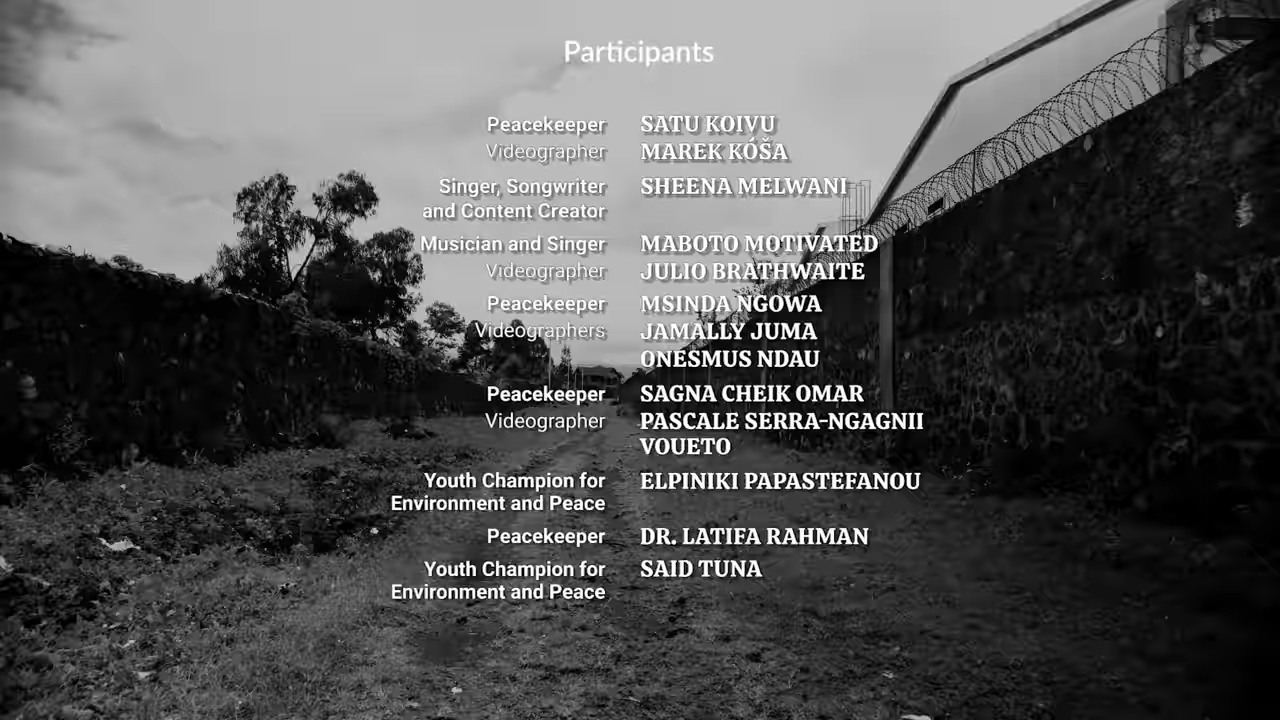 Participants
Peacekeeper SATU KOIVU
Videographer MAREK KÓŠA
Singer, Songwriter SHEENA MELWANI
and Content Creator
Musician and Singer MABOTO MOTIVATED
Videographer JULIO BRATHWAITE
Peacekeeper MSINDA NGOWA
Videographers JAMALLY JUMA
ONESMUS NDAU
Peacekeeper SAGNA CHEIK OMAR
Videographer PASCALE SERRA-NGAGNII
VOUETO
Youth Champion for ELPINIKI PAPASTEFANOU
Environment and Peace
Peacekeeper DR. LATIFA RAHMAN
Youth Champion for SAID TUNA
Environment and Peace